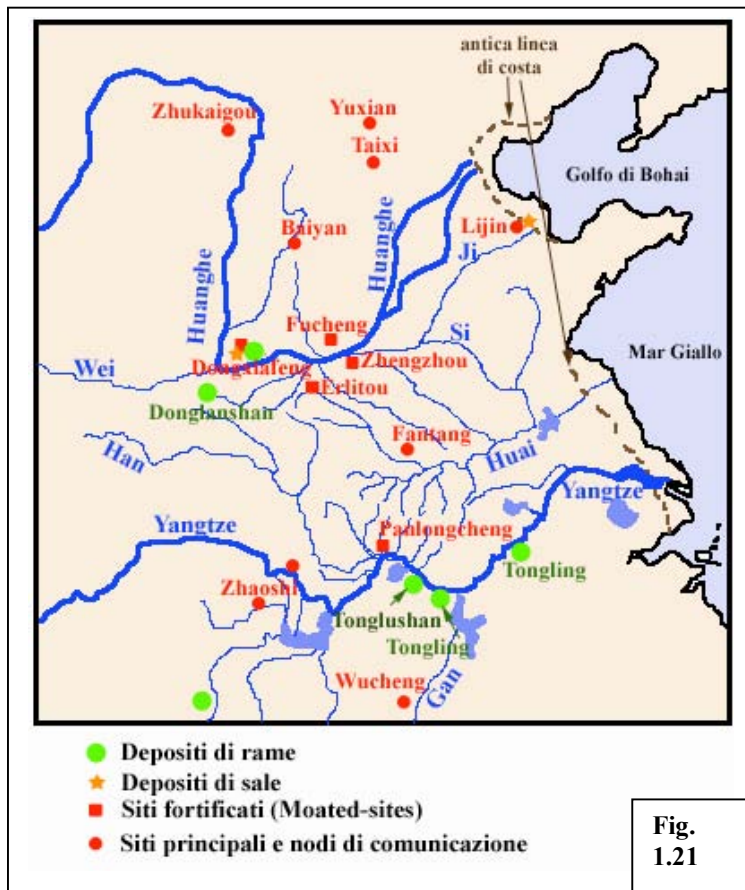 antica linea
di costa
Yuxian
Zhukaigou
Taixi
Golfo di Bohai
Lijin
Baiyan
Huanghe
Ji
Huanghe
Fucheng
Si
Mar Giallo
Wei
Dongxiafeng
Zhengzhou
Erlitou
Donglanshan
Fantang
Han
Huai
Yangtze
Yangtze
Panlongcheng
Tongling
Zhaoshi
Tonglushan
Tongling
Wucheng
Gan
Depositi di rame
Depositi di sale
Siti fortificati (Moated-sites)
Siti principali e nodi di comunicazione
Fig.
1.21